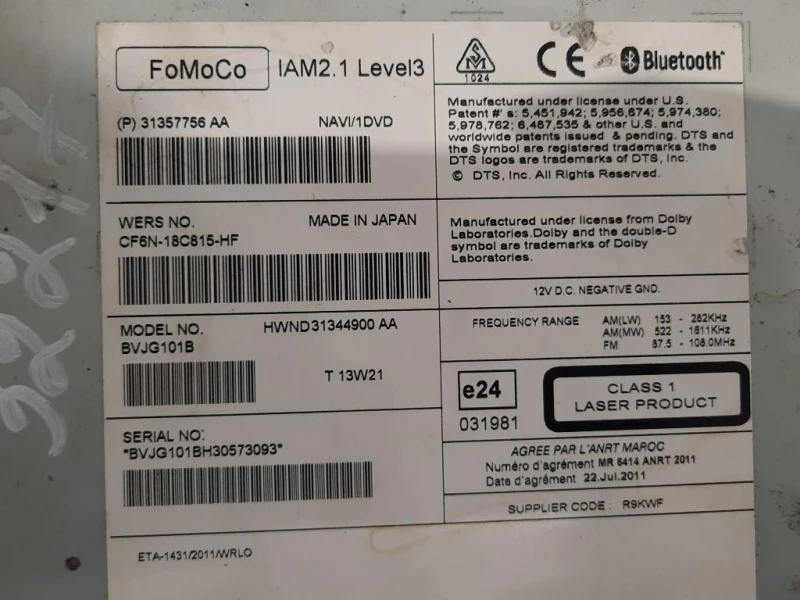 FoMoCo IAM2.1 Level3
(P) 31357756 AA NAVI/1DVD
WERS NO. MADE IN JAPAN
CF6N-18C815-HF
MODEL NO. HWND31344900 AA
BVJG101B
T 13W21
SERIAL NO:
*BVJG101BH30573093*
ETA-1431/2011/WRLO
1024
CE Bluetooth
Manufactured under license under U.S.
Patent #' s: 5,451,942; 5,956,674; 5,974,380;
5,978,762; 6,487,535 & other U.S. and
worldwide patents issued & pending. DTS and
the Symbol are registered trademarks & the
DTS logos are trademarks of DTS, Inc.
© DTS, Inc. All Rights Reserved.
Manufactured under license from Dolby
Laboratories.Dolby and the double-D
symbol are trademarks of Dolby
Laboratories.
12V D.C. NEGATIVE GND.
FREQUENCY RANGE AM(LW) 153 - 282KHz
AM(MW) 522 - 1611KHz
FM 87.5 - 108.0MHz
e24
031981
CLASS 1
LASER PRODUCT
AGREE PAR L'ANRT MAROC
Numéro d'agrément MR 6414 ANRT 2011
Date d'agrément 22.Jul.2011
SUPPLIER CODE : R9KWF